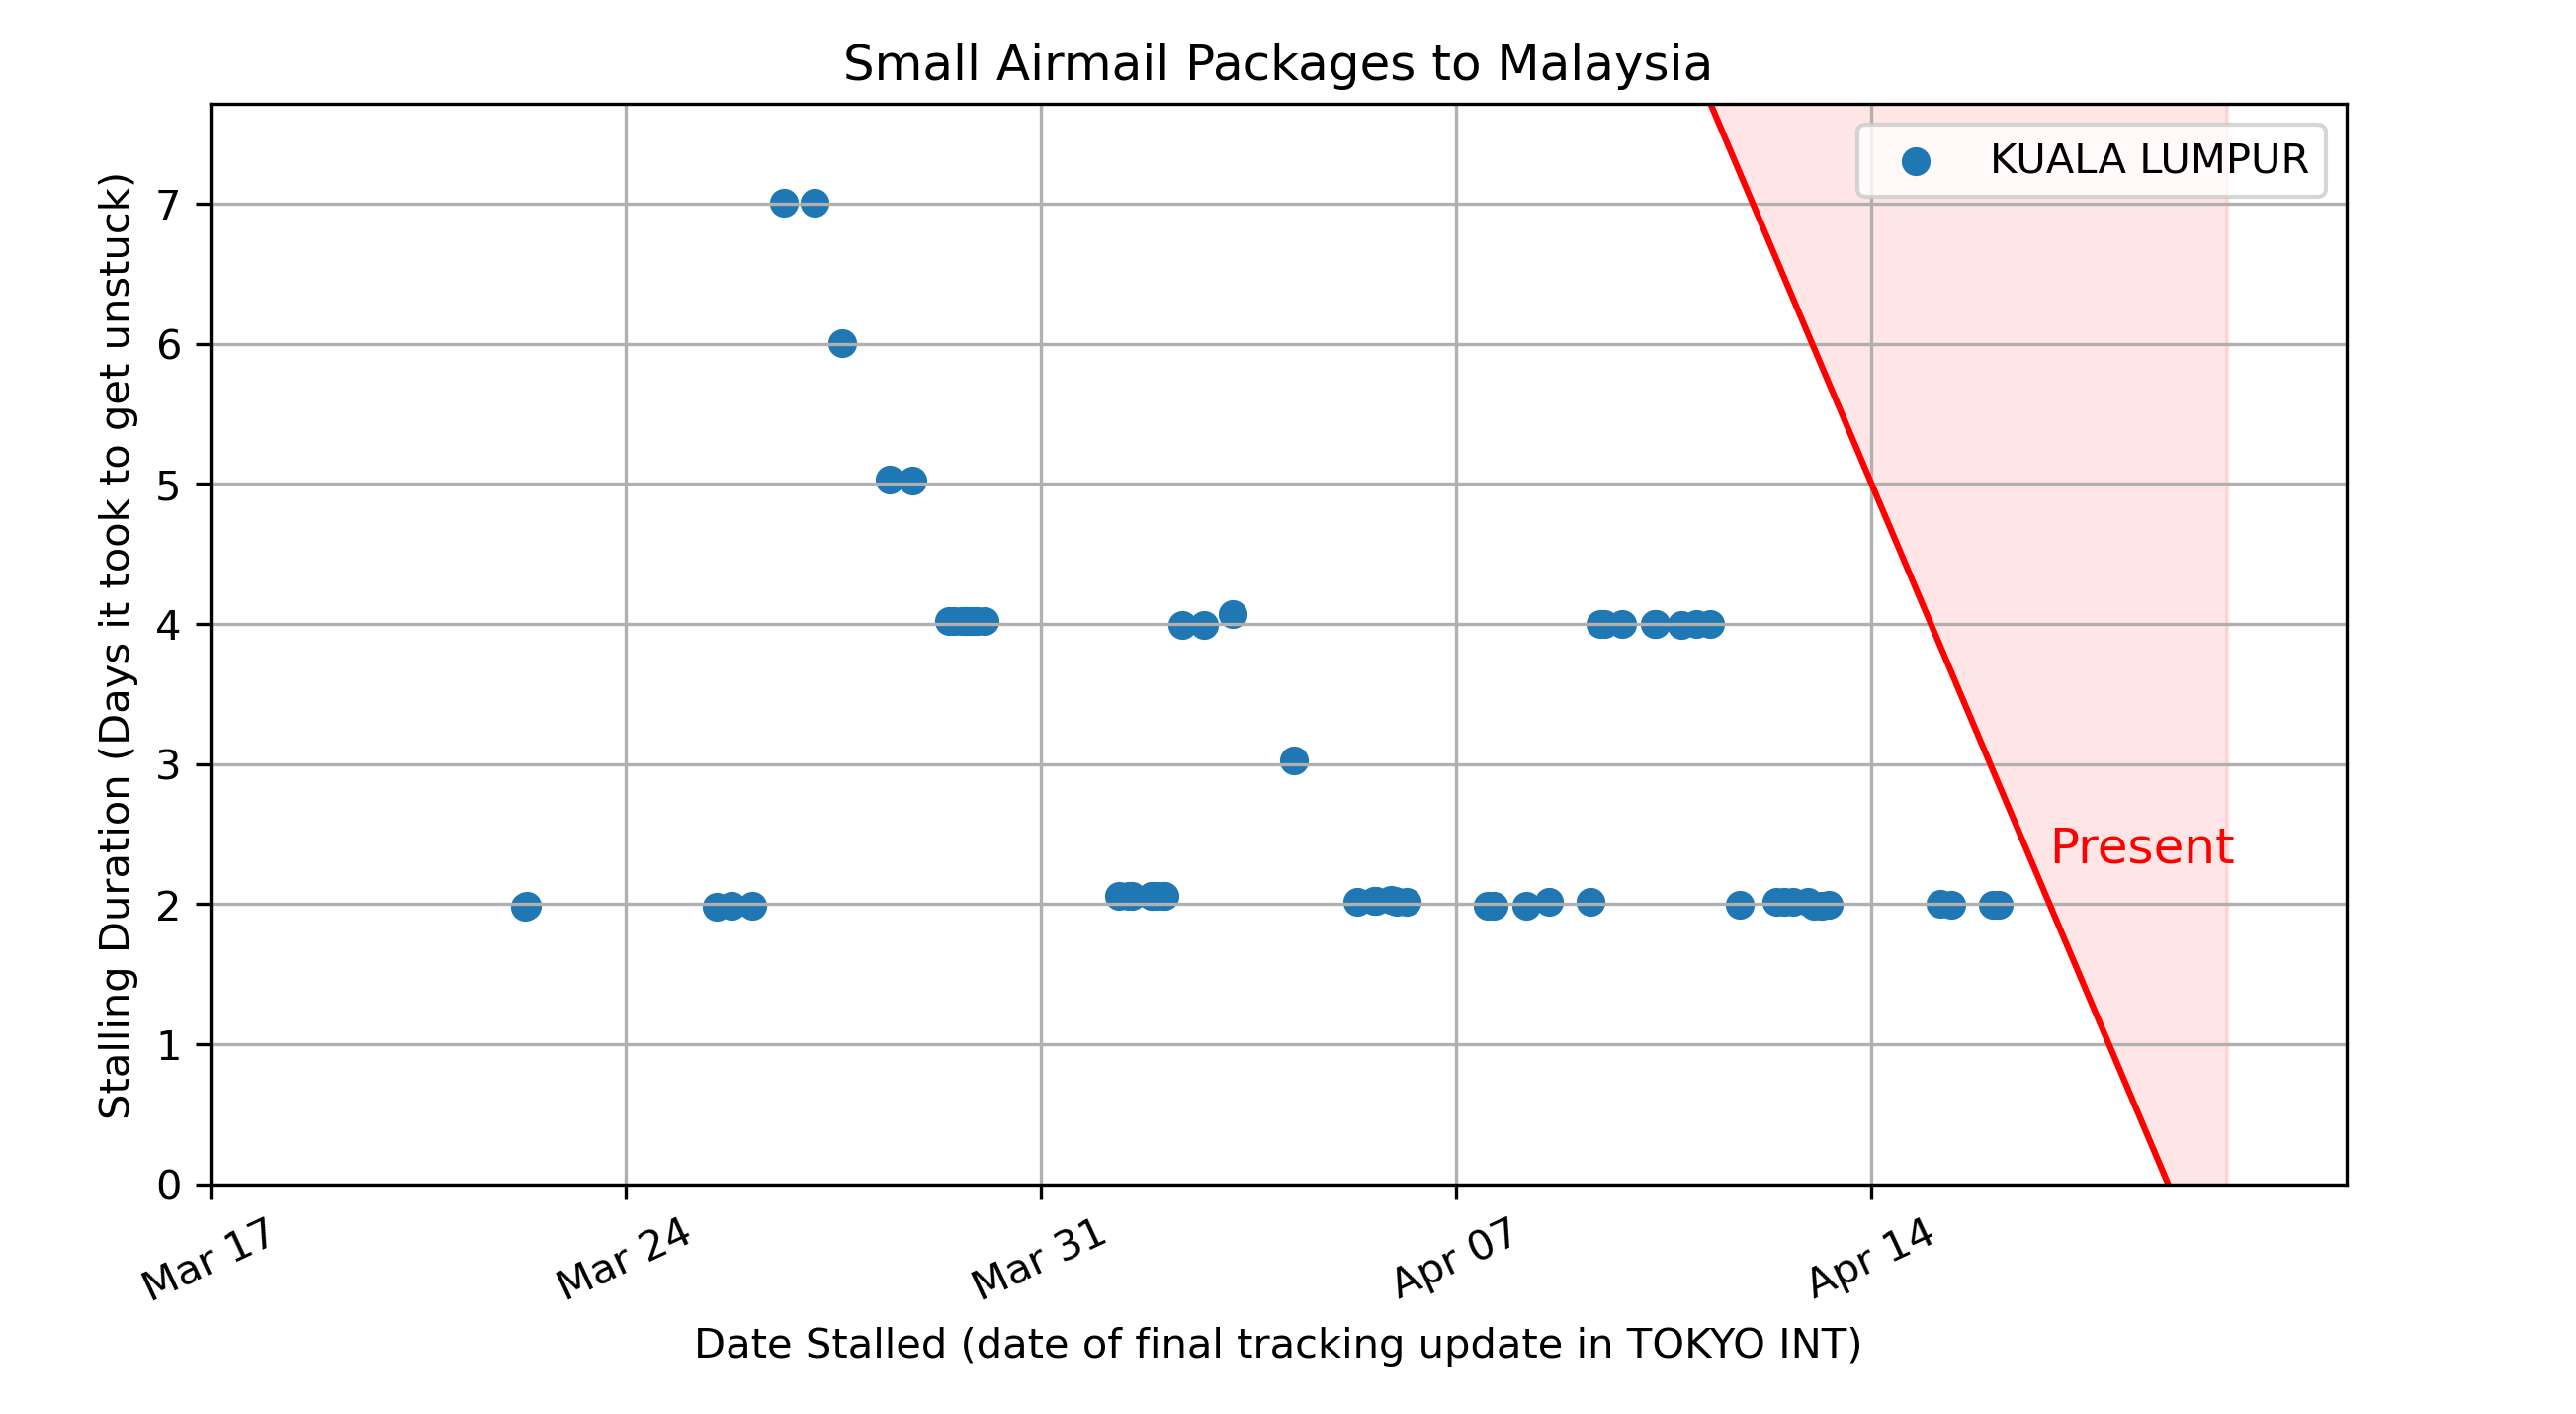 Small Airmail Packages to Malaysia
KUALA LUMPUR
Stalling Duration (Days it took to get unstuck)
7
6
5
4
3
2
1
0
Present
Mar 17
Mar 24
Mar 31
Apr 07
Apr 14
Date Stalled (date of final tracking update in TOKYO INT)